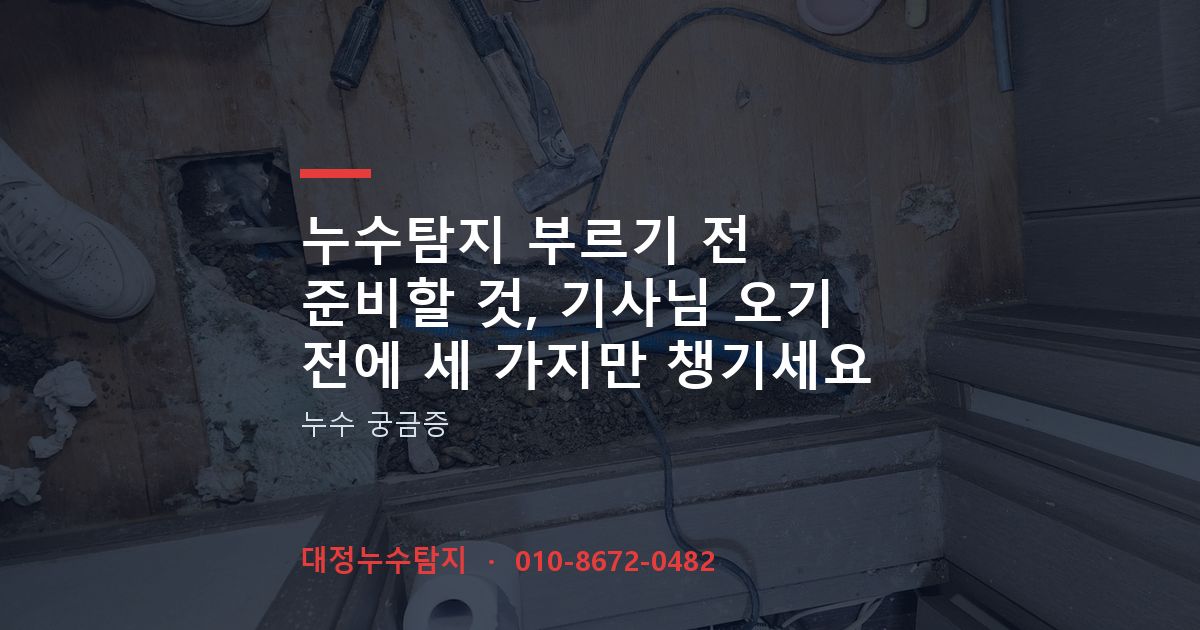 누수탐지 부르기 전
준비할 것, 기사님 오기
전에 세 가지만 챙기세요
누수 궁금증
대정누수탐지 · 010-8672-0482